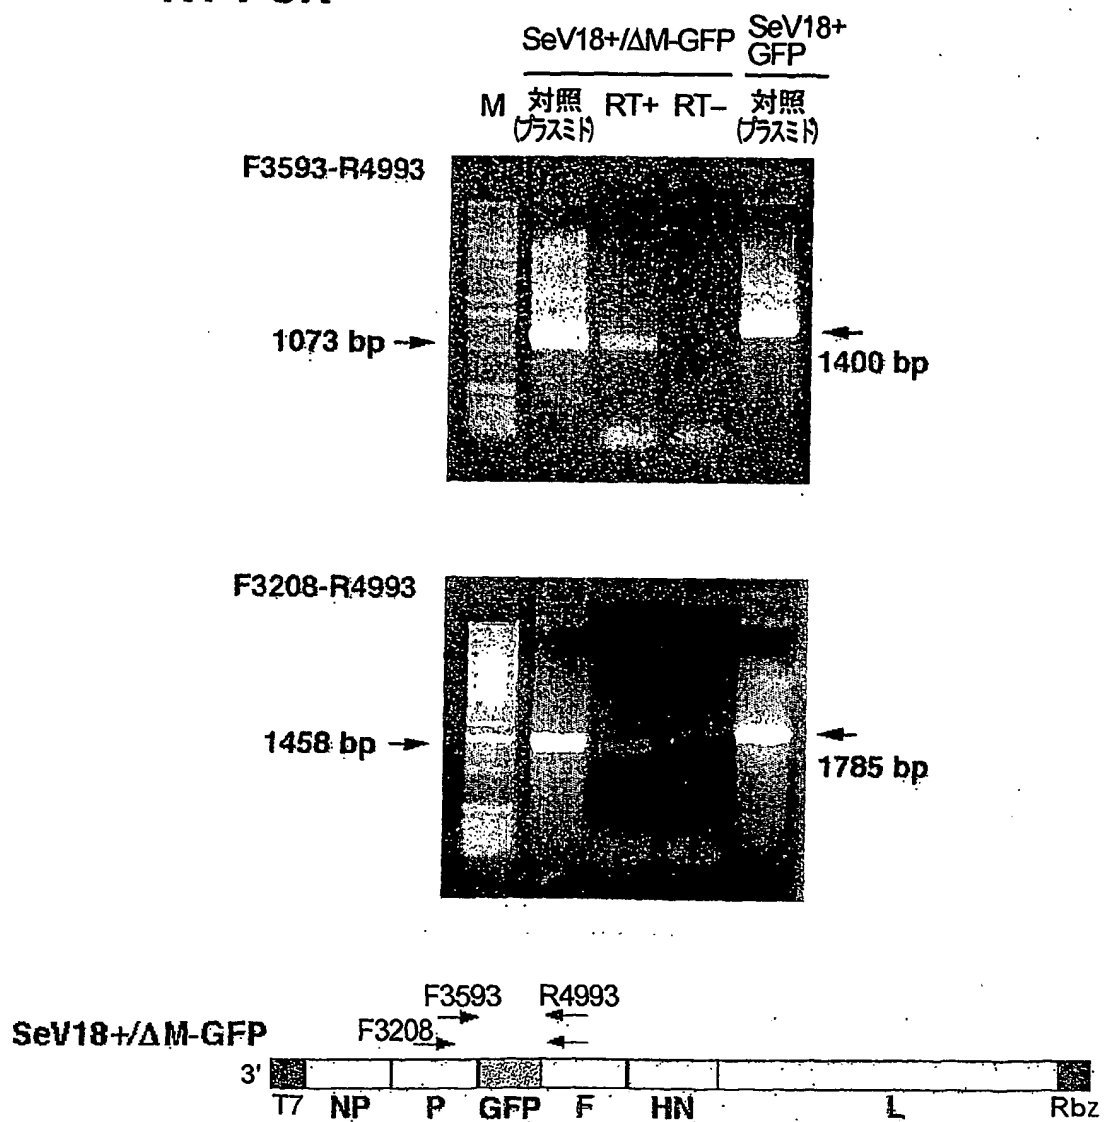 SeV18+/ΔM-GFP
SeV18+
GFP
M 対照 RT+ RT– 対照
(プラスミド) (プラスミド)
F3593-R4993
1073 bp
1400 bp
F3208-R4993
1458 bp
1785 bp
F3593 R4993
SeV18+/ΔM-GFP F3208
3'
T7 NP P GFP F HN L Rbz